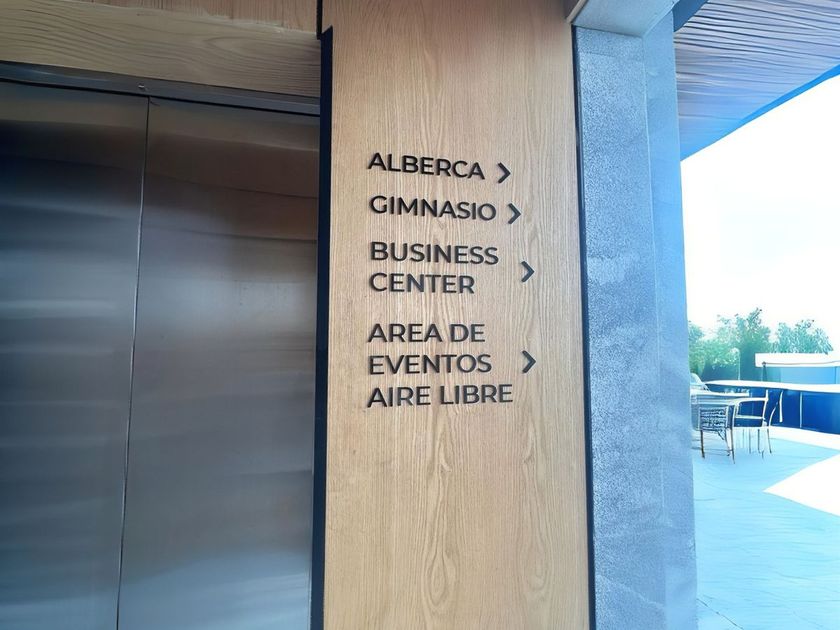 ALBERCA
GIMNASIO
BUSINESS
CENTER
AREA DE
EVENTOS
AIRE LIBRE